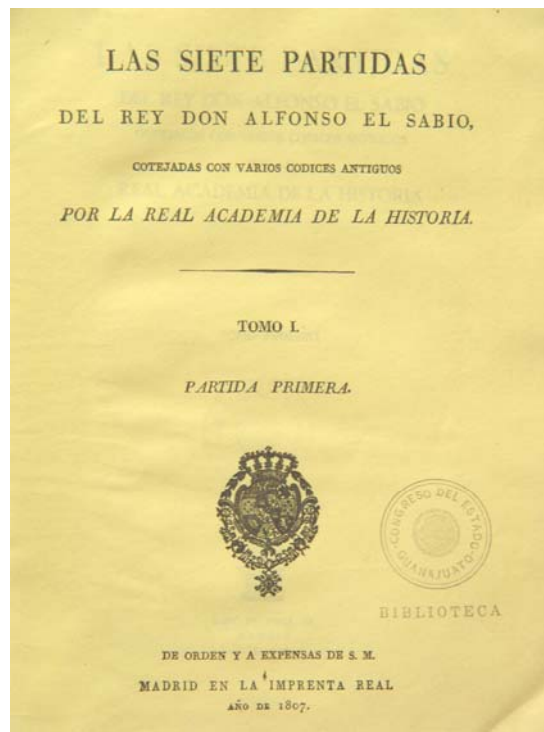 LAS SIETE PARTIDAS
DEL REY DON ALFONSO EL SABIO,
COTEJADAS CON VARIOS CODICES ANTIGUOS
POR LA REAL ACADEMIA DE LA HISTORIA.
TOMO I.
PARTIDA PRIMERA.
CONGRESO DEL ESTADO
GUANAJUATO
BIBLIOTECA
DE ORDEN Y A EXPENSAS DE S. M.
MADRID EN LA IMPRENTA REAL
AÑO DE 1807.